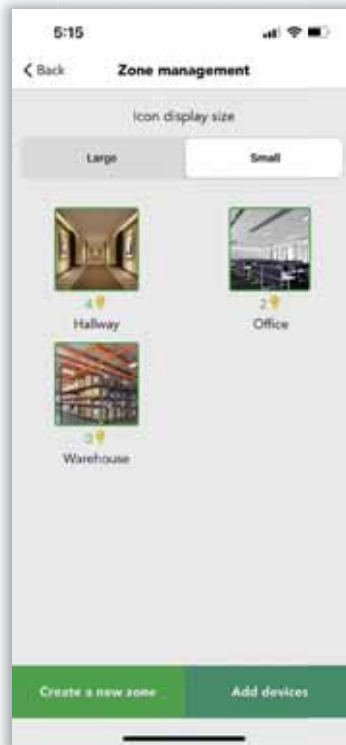 5:15
Back Zone management
Icon display size
Large Small
4 2
Hallway Office
0
Warehouse
Create a new zone Add devices